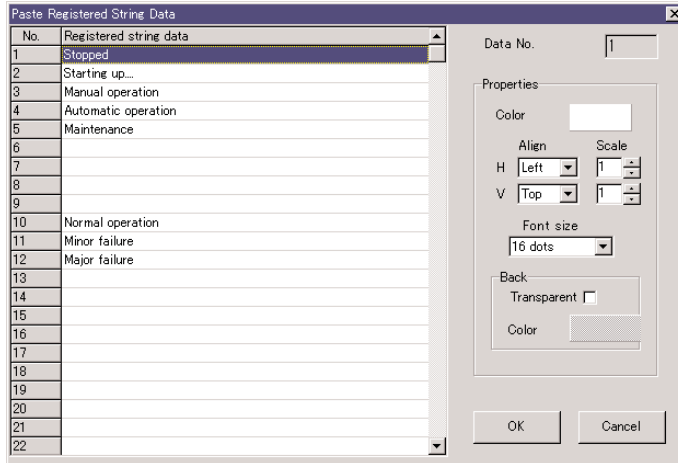 Paste Registered String Data
No. Registered string data
1 Stopped
2 Starting up...
3 Manual operation
4 Automatic operation
5 Maintenance
6
7
8
9
10 Normal operation
11 Minor failure
12 Major failure
13
14
15
16
17
18
19
20
21
22
Data No. 1
Properties
Color
Align Scale
H Left 1
V Top 1
Font size
16 dots
Back
Transparent
Color
OK Cancel